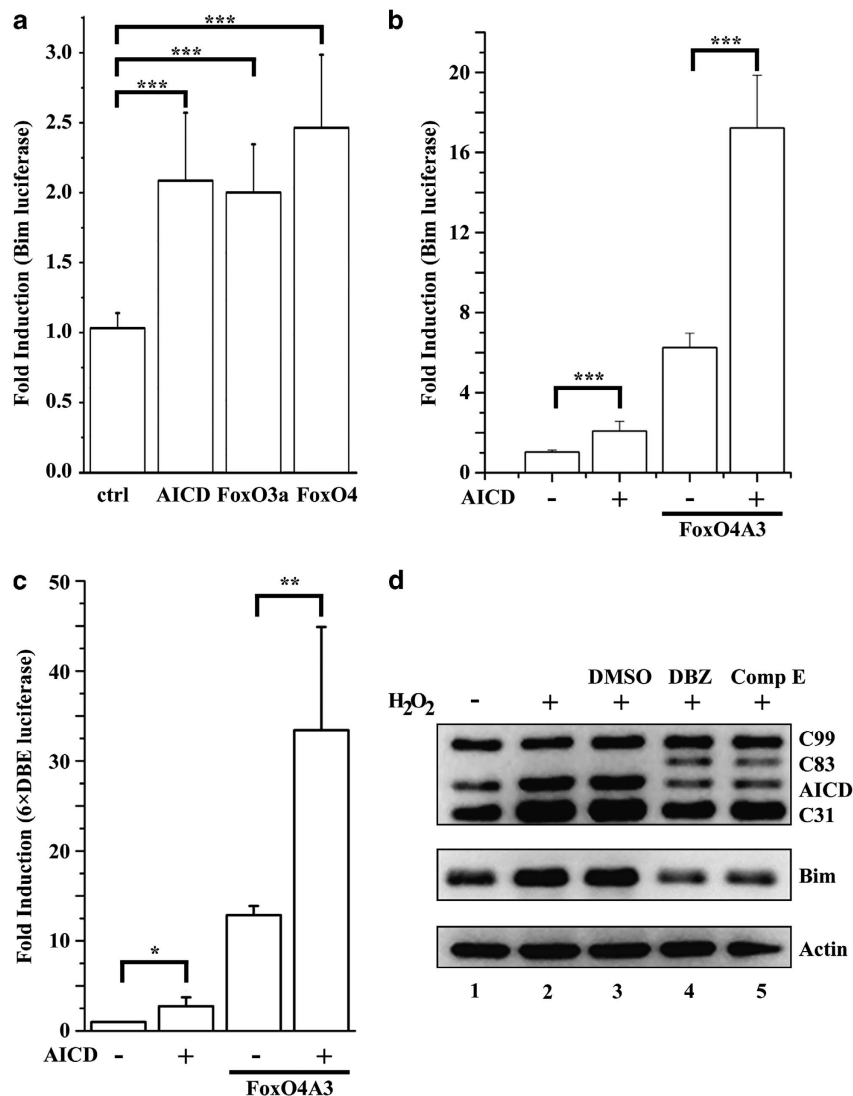 a
***
***
***
3.0
2.5
2.0
1.5
1.0
0.5
0.0
Fold Induction (Bim luciferase)
ctrl AICD FoxO3a FoxO4
b
***
***
20
16
12
8
4
2
0
Fold Induction (Bim luciferase)
AICD - + - +
FoxO4A3
c
**
*
50
40
30
20
10
0
Fold Induction (6×DBE luciferase)
AICD - + - +
FoxO4A3
d
DMSO DBZ Comp E
H2O2 - + + + +
C99
C83
AICD
C31
Bim
Actin
1 2 3 4 5